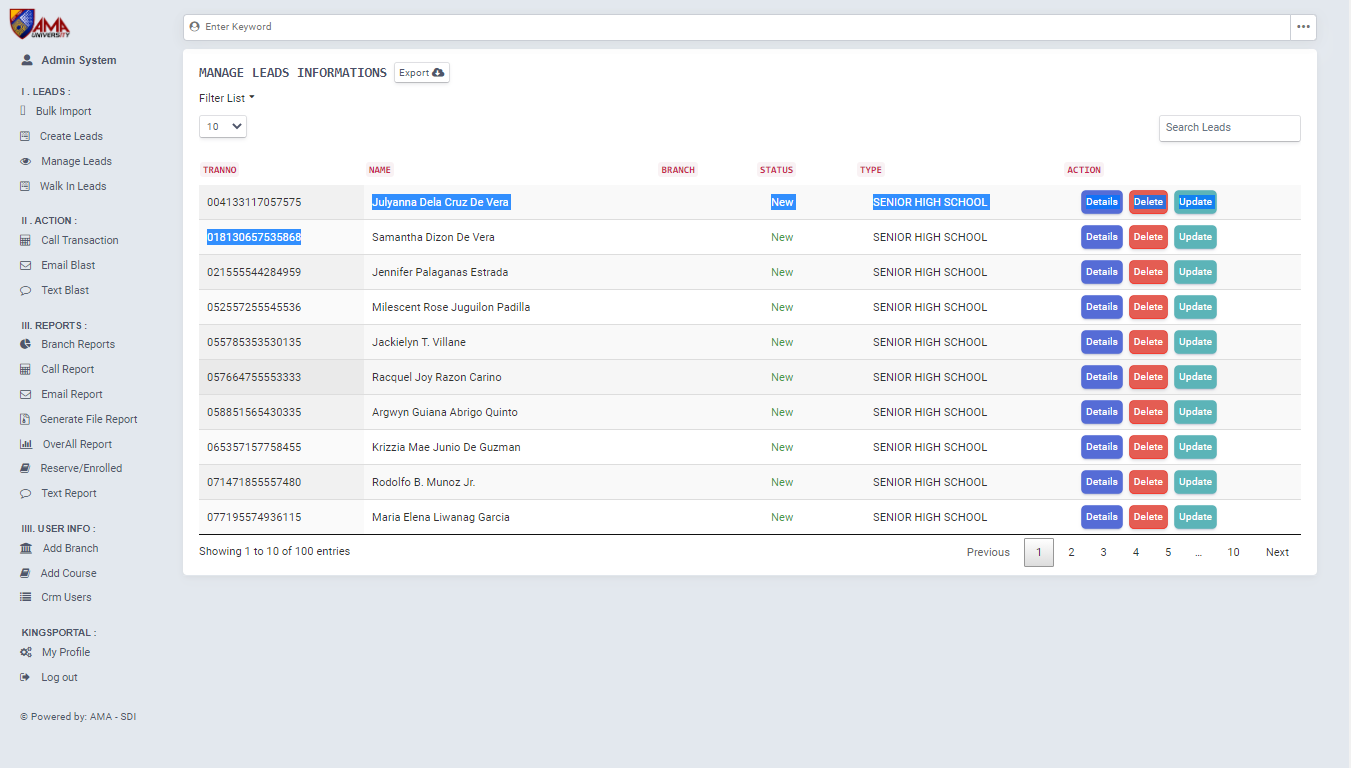 AMA
UNIVERSITY
Enter Keyword
Admin System
I . LEADS :
Bulk Import
Create Leads
Manage Leads
Walk In Leads
II . ACTION :
Call Transaction
Email Blast
Text Blast
III. REPORTS :
Branch Reports
Call Report
Email Report
Generate File Report
OverAll Report
Reserve/Enrolled
Text Report
IIII. USER INFO :
Add Branch
Add Course
Crm Users
KINGSPORTAL :
My Profile
Log out
© Powered by: AMA - SDI
MANAGE LEADS INFORMATIONS Export
Filter List
10
Search Leads
TRANNO NAME BRANCH STATUS TYPE ACTION
004133117057575 Julyanna Dela Cruz De Vera New SENIOR HIGH SCHOOL Details Delete Update
018130657535868 Samantha Dizon De Vera New SENIOR HIGH SCHOOL Details Delete Update
021555544284959 Jennifer Palaganas Estrada New SENIOR HIGH SCHOOL Details Delete Update
052557255545536 Milescent Rose Juguilon Padilla New SENIOR HIGH SCHOOL Details Delete Update
055785353530135 Jackielyn T. Villane New SENIOR HIGH SCHOOL Details Delete Update
057664755553333 Racquel Joy Razon Carino New SENIOR HIGH SCHOOL Details Delete Update
058851565430335 Argwyn Guiana Abrigo Quinto New SENIOR HIGH SCHOOL Details Delete Update
065357157758455 Krizzia Mae Junio De Guzman New SENIOR HIGH SCHOOL Details Delete Update
071471855557480 Rodolfo B. Munoz Jr. New SENIOR HIGH SCHOOL Details Delete Update
077195574936115 Maria Elena Liwanag Garcia New SENIOR HIGH SCHOOL Details Delete Update
Showing 1 to 10 of 100 entries
Previous 1 2 3 4 5 … 10 Next